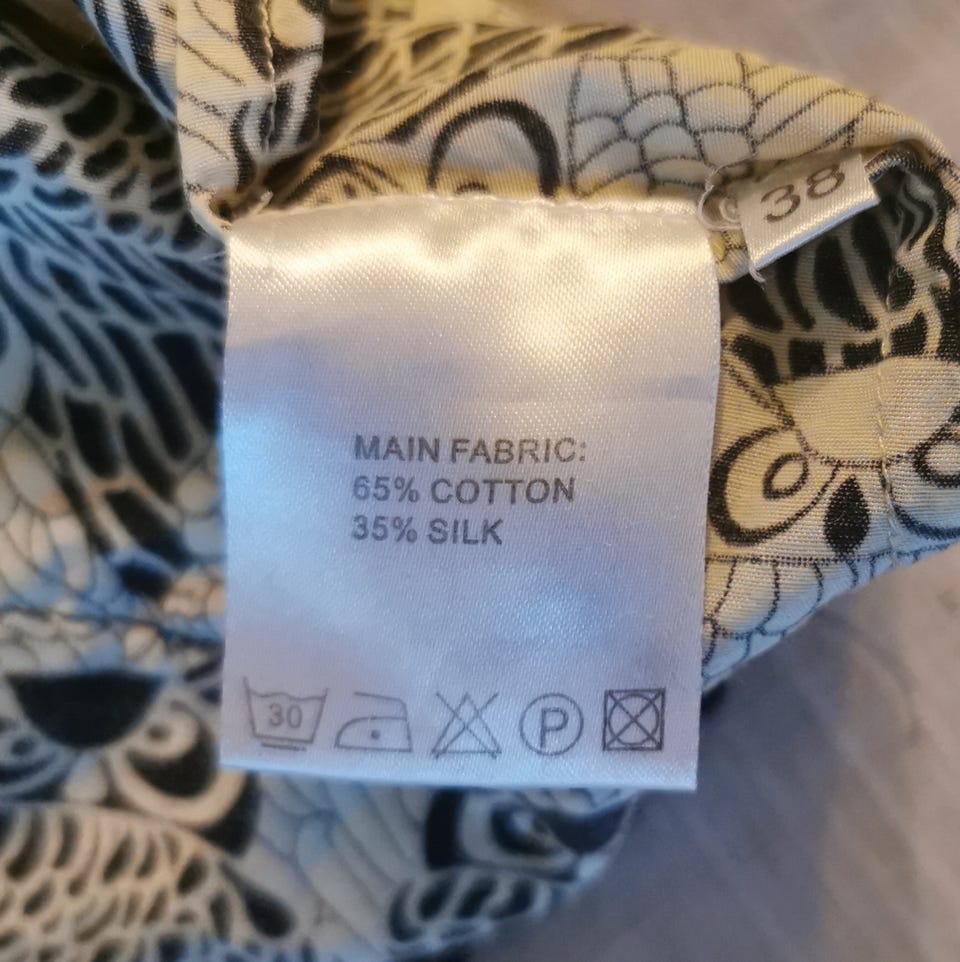 38
MAIN FABRIC:
65% COTTON
35% SILK
30 P